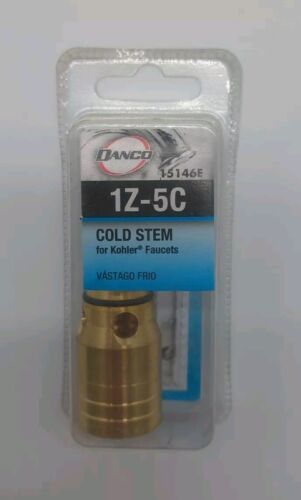 DANCO
15146E
1Z-5C
COLD STEM
for Kohler® Faucets
VÁSTAGO FRIO